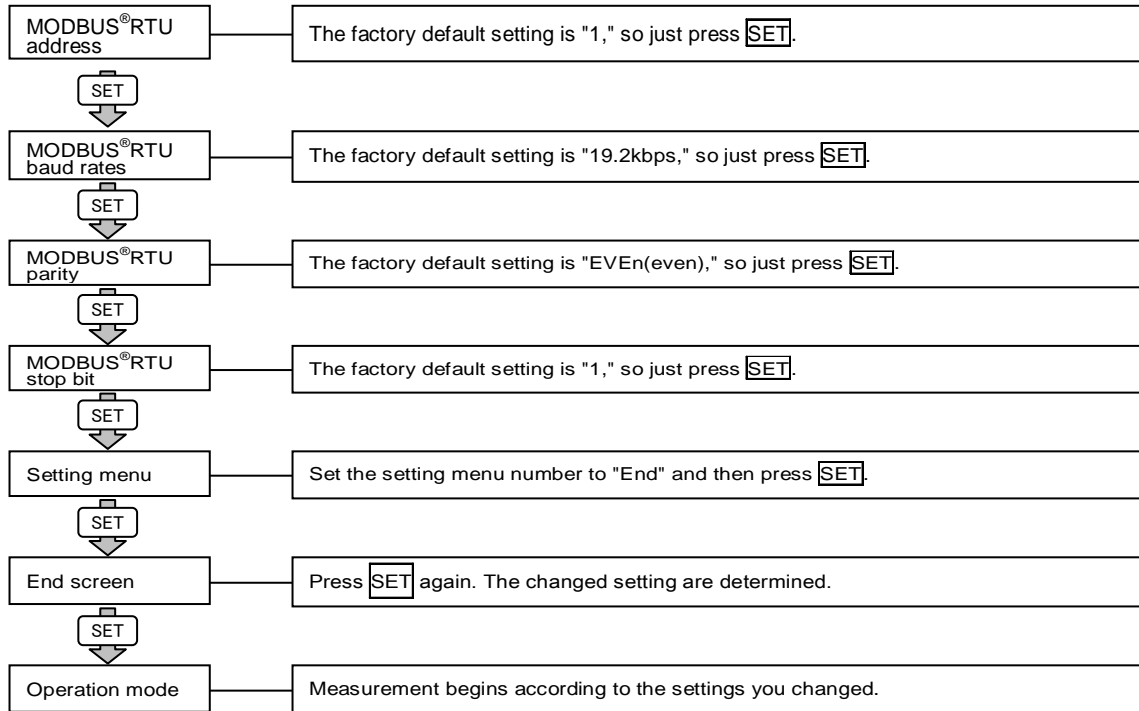 MODBUS®RTU
address
The factory default setting is "1," so just press SET.
SET
MODBUS®RTU
baud rates
The factory default setting is "19.2kbps," so just press SET.
SET
MODBUS®RTU
parity
The factory default setting is "EVEn(even)," so just press SET.
SET
MODBUS®RTU
stop bit
The factory default setting is "1," so just press SET.
SET
Setting menu
Set the setting menu number to "End" and then press SET.
SET
End screen
Press SET again. The changed setting are determined.
SET
Operation mode
Measurement begins according to the settings you changed.